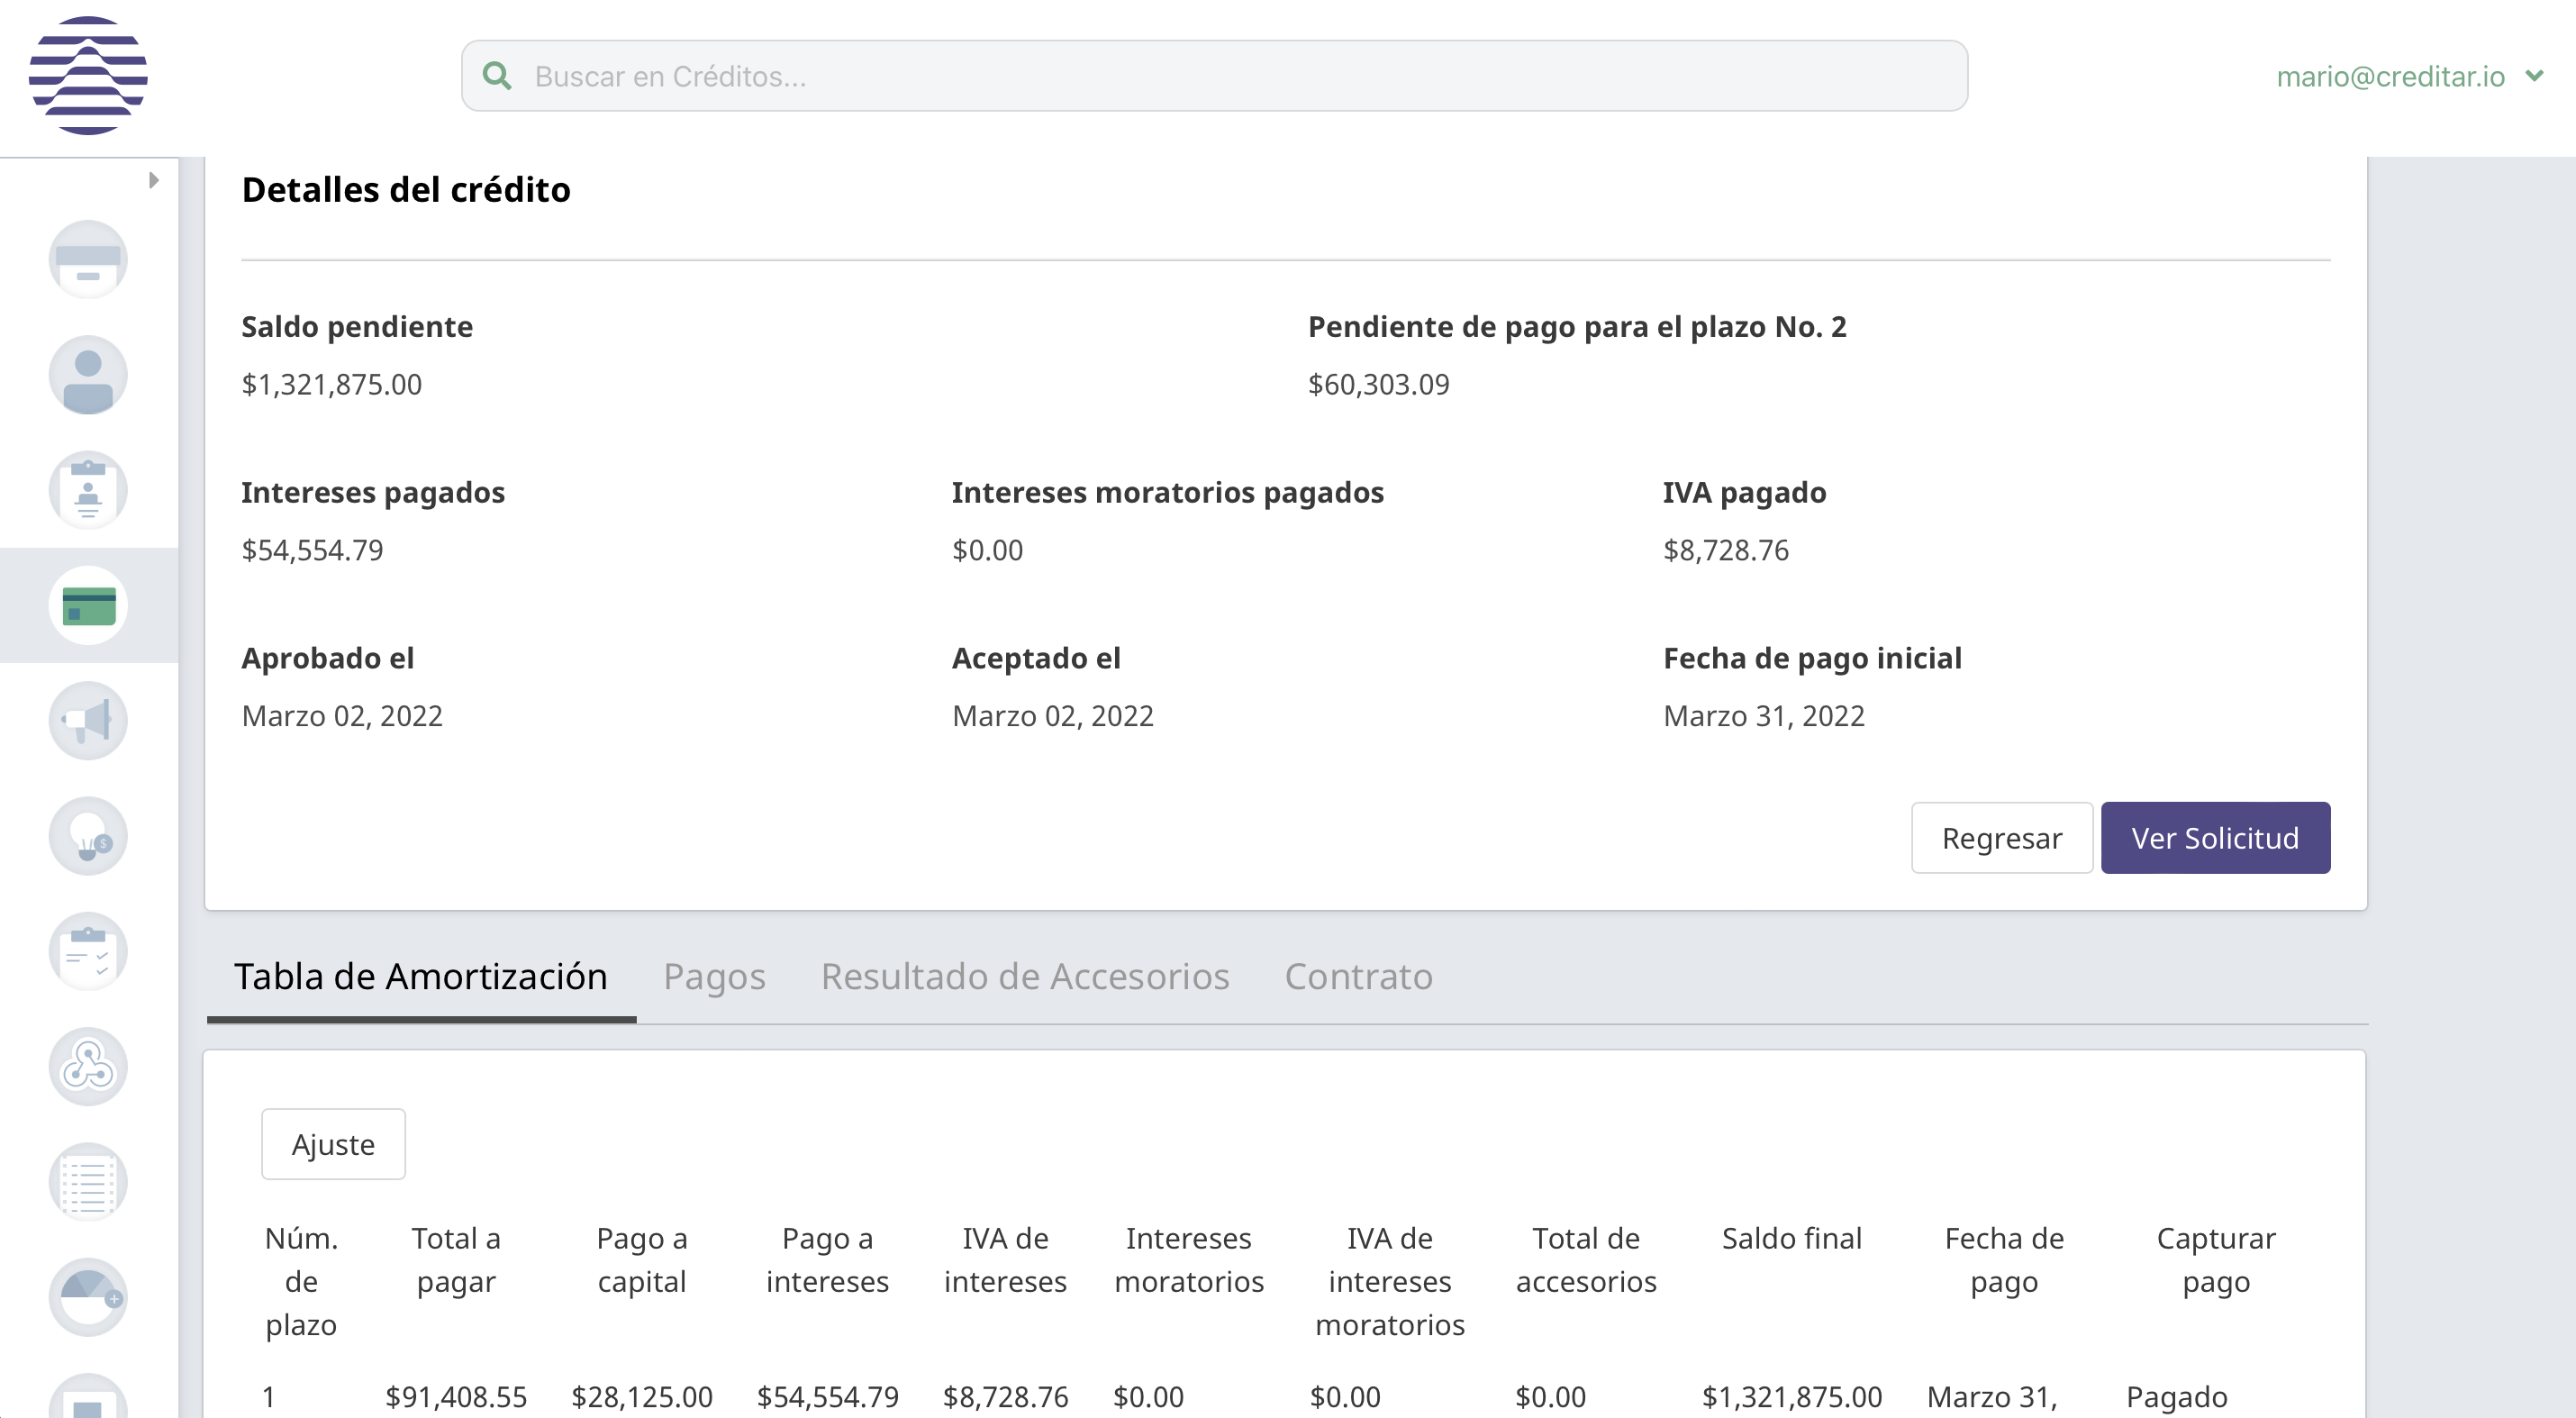 Buscar en Créditos...
mario@creditar.io
Detalles del crédito
Saldo pendiente
Pendiente de pago para el plazo No. 2
$1,321,875.00
$60,303.09
Intereses pagados
Intereses moratorios pagados
IVA pagado
$54,554.79
$0.00
$8,728.76
Aprobado el
Aceptado el
Fecha de pago inicial
Marzo 02, 2022
Marzo 02, 2022
Marzo 31, 2022
Regresar
Ver Solicitud
Tabla de Amortización
Pagos
Resultado de Accesorios
Contrato
Ajuste
Núm.
de
plazo
Total a
pagar
Pago a
capital
Pago a
intereses
IVA de
intereses
Intereses
moratorios
IVA de
intereses
moratorios
Total de
accesorios
Saldo final
Fecha de
pago
Capturar
pago
1
$91,408.55
$28,125.00
$54,554.79
$8,728.76
$0.00
$0.00
$0.00
$1,321,875.00
Marzo 31,
Pagado